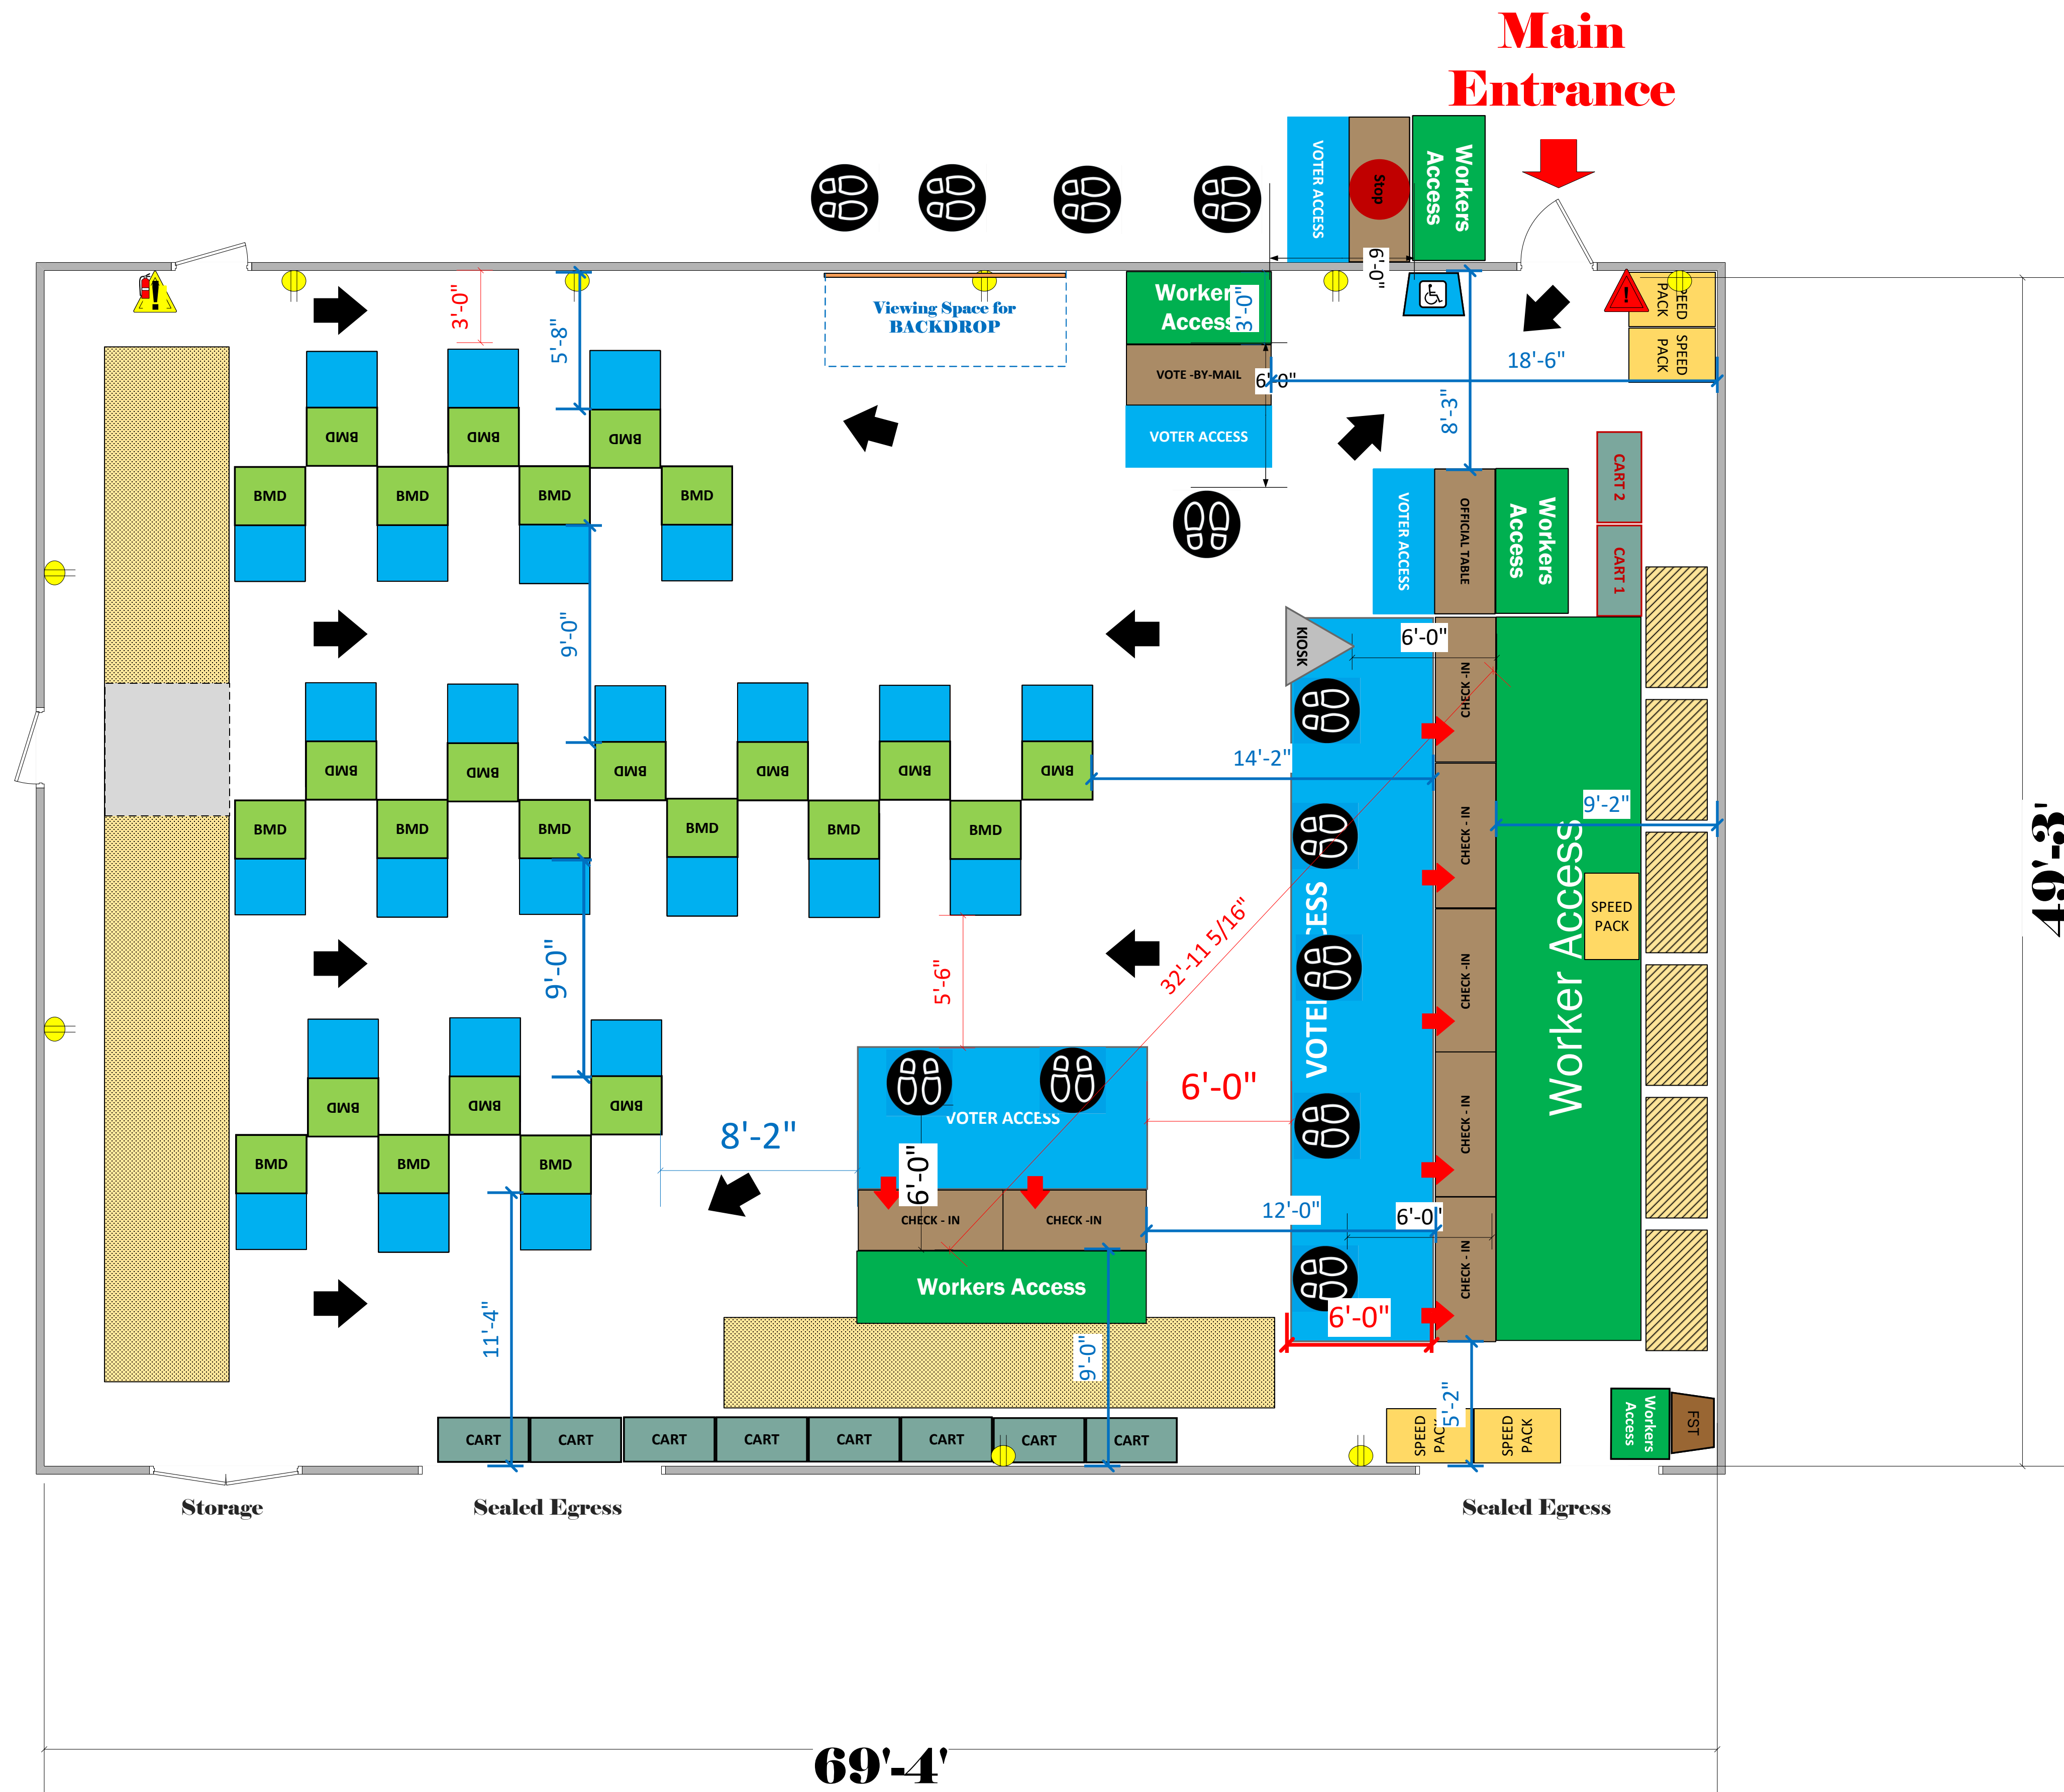 Main
Entrance
VOTER ACCESS
Stop
Workers
Access
6'-0"
3'-0"
5'-8"
Viewing Space for
BACKDROP
Worker
Access
3'-0"
SPEED
PACK
SPEED
PACK
18'-6"
VOTE -BY-MAIL
6'-0"
8'-3"
VOTER ACCESS
BMD
BMD
BMD
BMD
BMD
BMD
BMD
CART 2
VOTER ACCESS
OFFICIAL TABLE
Workers
Access
CART 1
9'-0"
KIOSK
6'-0"
CHECK -IN
BMD
BMD
BMD
BMD
BMD
BMD
14'-2"
9'-2"
BMD
BMD
BMD
BMD
BMD
BMD
CHECK - IN
VOTER ACCESS
Worker Access
SPEED
PACK
9'-0"
5'-6"
32'-11 5/16"
CHECK -IN
BMD
BMD
BMD
8'-2"
VOTER ACCESS
6'-0"
CHECK - IN
BMD
BMD
BMD
6'-0"
CHECK - IN
CHECK -IN
12'-0"
6'-0"
CHECK - IN
Workers Access
11'-4"
9'-0"
6'-0"
5'-2"
CART
CART
CART
CART
CART
CART
CART
CART
SPEED
PACK
SPEED
PACK
Workers
Access
FST
Storage
Sealed Egress
Sealed Egress
49'-3'
69'-4'